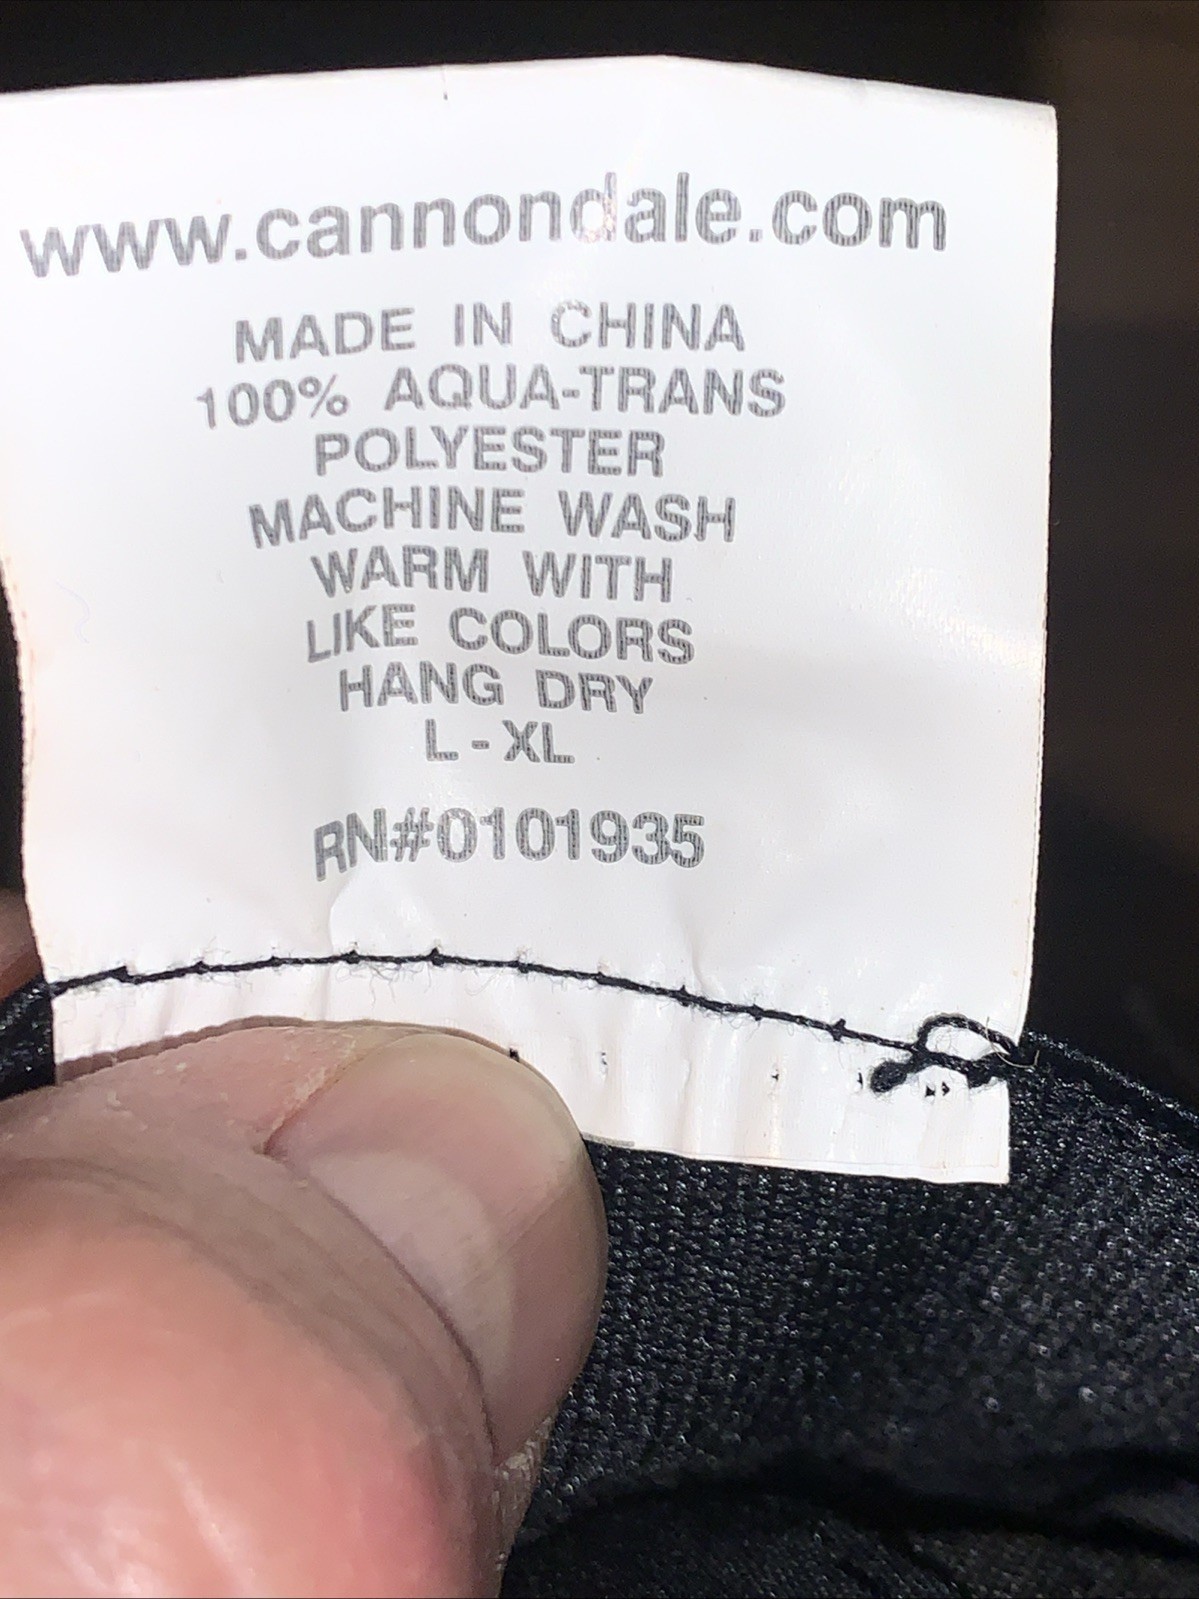 www.cannondale.com
MADE IN CHINA
100% AQUA-TRANS
POLYESTER
MACHINE WASH
WARM WITH
LIKE COLORS
HANG DRY
L-XL
RN#0101935